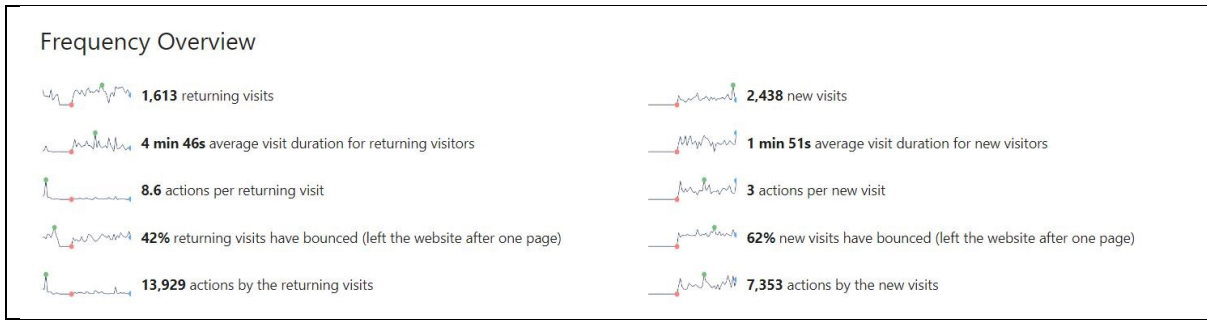 Frequency Overview
1,613 returning visits
2,438 new visits
4 min 46s average visit duration for returning visitors
1 min 51s average visit duration for new visitors
8.6 actions per returning visit
3 actions per new visit
42% returning visits have bounced (left the website after one page)
62% new visits have bounced (left the website after one page)
13,929 actions by the returning visits
7,353 actions by the new visits